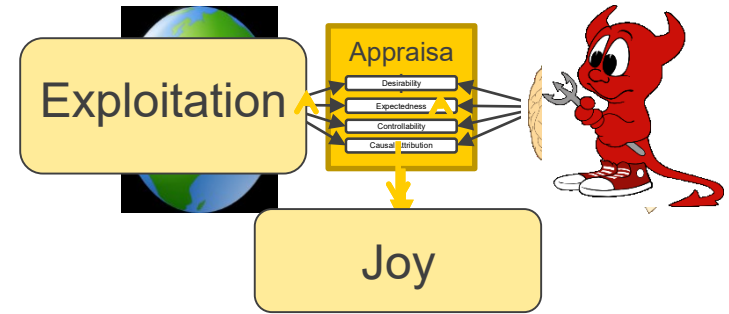 Appraisa
Exploitation
Desirability
Expectedness
Controllability
Causal Attribution
Joy